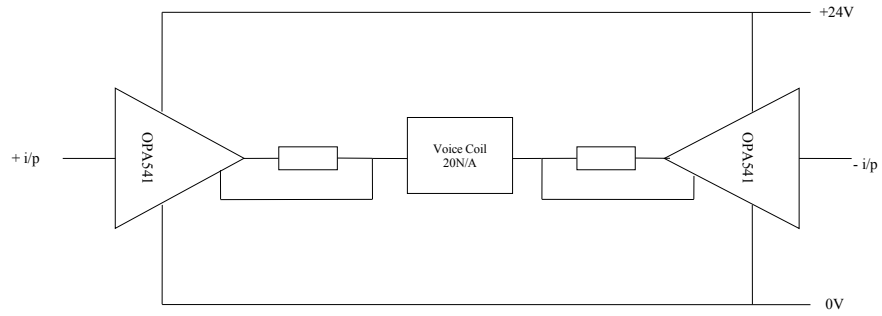 +24V
OPA541
OPA541
+ i/p
Voice Coil
20N/A
- i/p
0V